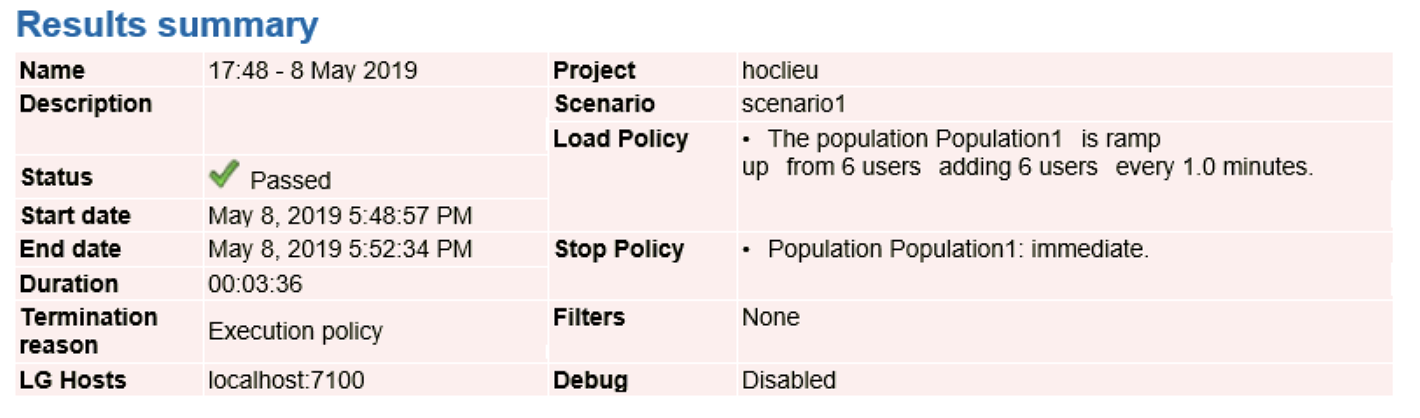 Results summary
Name 17:48 - 8 May 2019 Project hoclieu
Description Scenario scenario1
Load Policy • The population Population1 is ramp
up from 6 users adding 6 users every 1.0 minutes.
Status Passed
Start date May 8, 2019 5:48:57 PM
End date May 8, 2019 5:52:34 PM Stop Policy • Population Population1: immediate.
Duration 00:03:36
Termination
reason Execution policy Filters None
LG Hosts localhost:7100 Debug Disabled